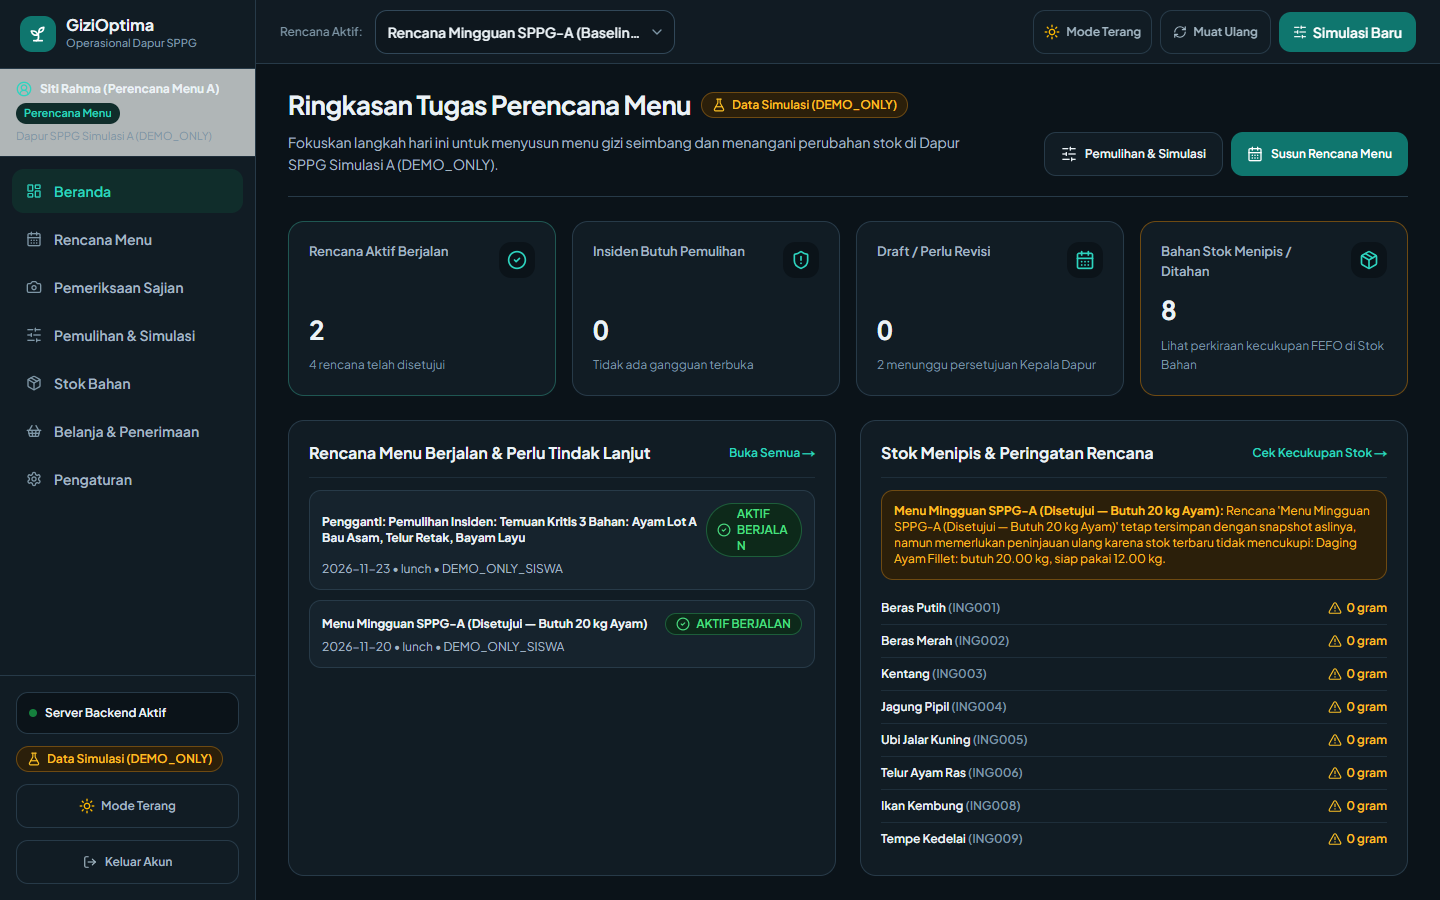 GiziOptima
Operasional Dapur SPPG
Siti Rahma (Perencana Menu A)
Perencana Menu
Dapur SPPG Simulasi A (DEMO_ONLY)
Beranda
Rencana Menu
Pemeriksaan Sajian
Pemulihan & Simulasi
Stok Bahan
Belanja & Penerimaan
Pengaturan
Server Backend Aktif
Data Simulasi (DEMO_ONLY)
Mode Terang
Keluar Akun
Rencana Aktif:
Rencana Mingguan SPPG-A (Baselin...
Mode Terang
Muat Ulang
Simulasi Baru
Ringkasan Tugas Perencana Menu
Data Simulasi (DEMO_ONLY)
Fokuskan langkah hari ini untuk menyusun menu gizi seimbang dan menangani perubahan stok di Dapur
SPPG Simulasi A (DEMO_ONLY).
Pemulihan & Simulasi
Susun Rencana Menu
Rencana Aktif Berjalan
2
4 rencana telah disetujui
Insiden Butuh Pemulihan
0
Tidak ada gangguan terbuka
Draft / Perlu Revisi
0
2 menunggu persetujuan Kepala Dapur
Bahan Stok Menipis /
Ditahan
8
Lihat perkiraan kecukupan FEFO di Stok
Bahan
Rencana Menu Berjalan & Perlu Tindak Lanjut
Buka Semua →
Pengganti: Pemulihan Insiden: Temuan Kritis 3 Bahan: Ayam Lot A
Bau Asam, Telur Retak, Bayam Layu
AKTIF
BERJALA
N
2026-11-23 • lunch • DEMO_ONLY_SISWA
Menu Mingguan SPPG-A (Disetujui — Butuh 20 kg Ayam)
AKTIF BERJALAN
2026-11-20 • lunch • DEMO_ONLY_SISWA
Stok Menipis & Peringatan Rencana
Cek Kecukupan Stok →
Menu Mingguan SPPG-A (Disetujui — Butuh 20 kg Ayam): Rencana 'Menu Mingguan
SPPG-A (Disetujui — Butuh 20 kg Ayam)' tetap tersimpan dengan snapshot aslinya,
namun memerlukan peninjauan ulang karena stok terbaru tidak mencukupi: Daging
Ayam Fillet: butuh 20.00 kg, siap pakai 12.00 kg.
Beras Putih (ING001) 0 gram
Beras Merah (ING002) 0 gram
Kentang (ING003) 0 gram
Jagung Pipil (ING004) 0 gram
Ubi Jalar Kuning (ING005) 0 gram
Telur Ayam Ras (ING006) 0 gram
Ikan Kembung (ING008) 0 gram
Tempe Kedelai (ING009) 0 gram